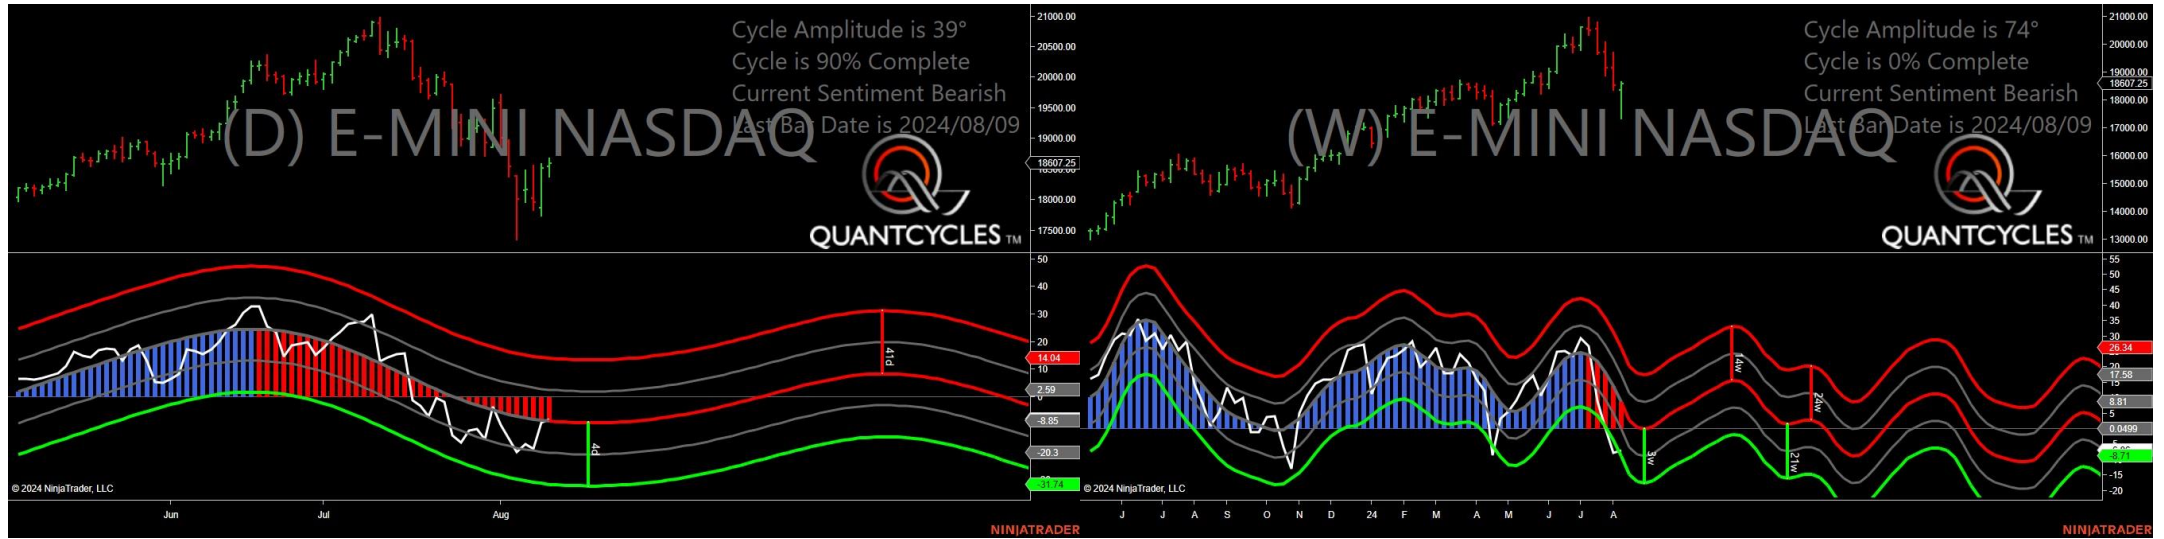 Cycle Amplitude is 39°
Cycle is 90% Complete
Current Sentiment Bearish
Last Bar Date is 2024/08/09
(D) E-MINI NASDAQ
QUANTCYCLES TM
21000.00
20500.00
20000.00
19500.00
19000.00
18607.25
18000.00
17500.00
50
40
30
20
14.04
10
2.59
0
-8.85
-20.3
-31.74
41d
4d
© 2024 NinjaTrader, LLC
Jun Jul Aug
NINJATRADER
Cycle Amplitude is 74°
Cycle is 0% Complete
Current Sentiment Bearish
Last Bar Date is 2024/08/09
(W) E-MINI NASDAQ
QUANTCYCLES TM
21000.00
20000.00
19000.00
18607.25
18000.00
17000.00
16000.00
15000.00
14000.00
13000.00
55
50
45
40
35
30
26.34
20
17.58
15
8.81
5
0.0499
-8.71
-15
-20
14w
24w
3w
21w
© 2024 NinjaTrader, LLC
J J A S O N D 24 F M A M J J A
NINJATRADER